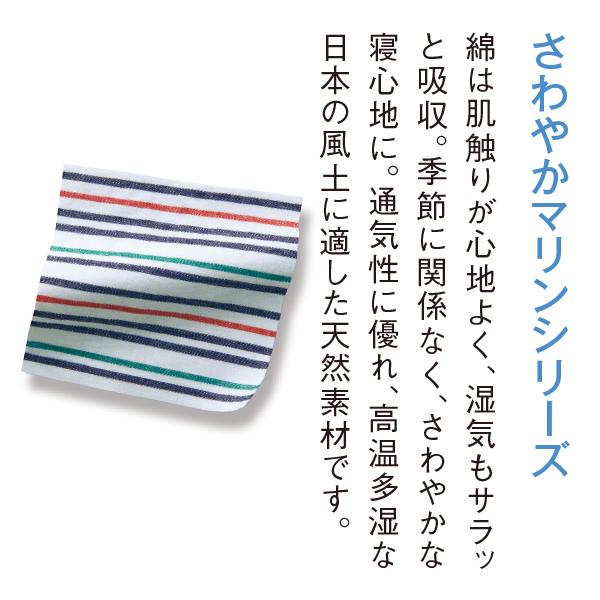 さわやかマリンシリーズ
綿は肌触りが心地よく、湿気もサラッ
と吸収。季節に関係なく、さわやかな
寝心地に。通気性に優れ、高温多湿な
日本の風土に適した天然素材です。